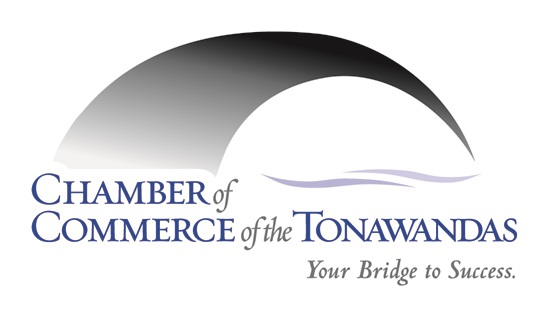 CHAMBER of
COMMERCE of the TONAWANDAS
Your Bridge to Success.